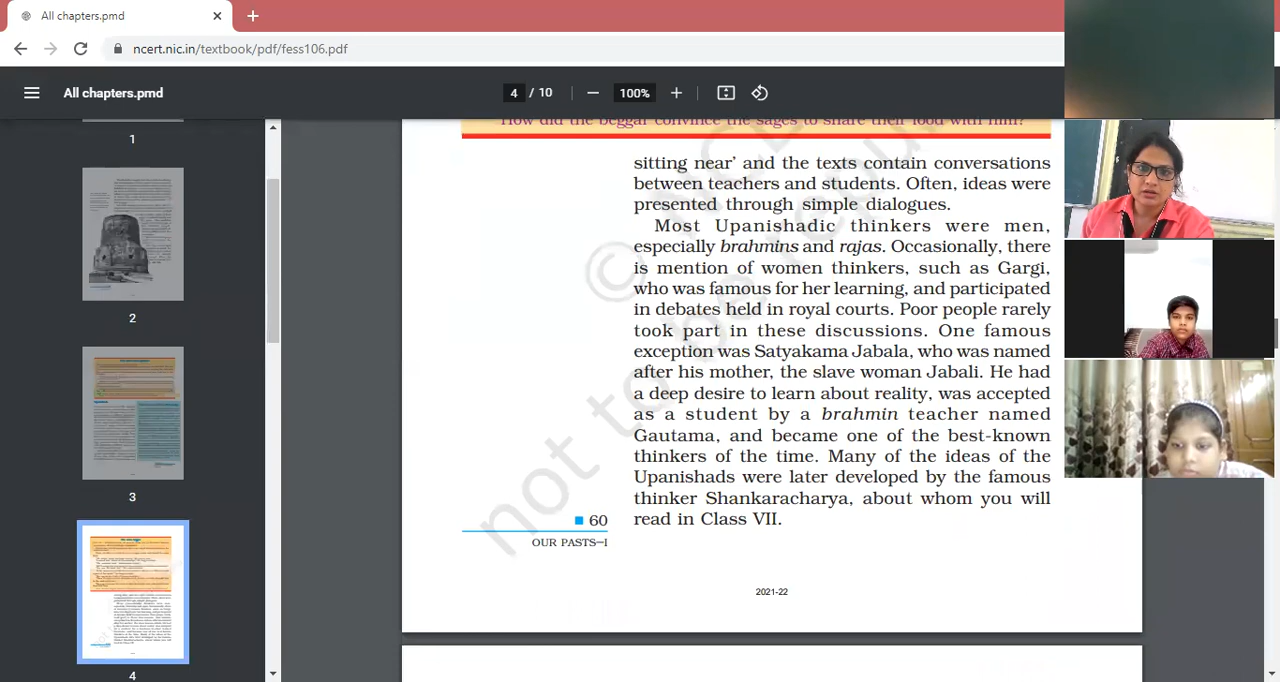 All chapters.pmd
ncert.nic.in/textbook/pdf/fess106.pdf
All chapters.pmd
4 / 10
100%
1
2
3
4
How did the beggar convince the sages to share their food with him?
sitting near’ and the texts contain conversations
between teachers and students. Often, ideas were
presented through simple dialogues.
Most Upanishadic thinkers were men,
especially brahmins and rajas. Occasionally, there
is mention of women thinkers, such as Gargi,
who was famous for her learning, and participated
in debates held in royal courts. Poor people rarely
took part in these discussions. One famous
exception was Satyakama Jabala, who was named
after his mother, the slave woman Jabali. He had
a deep desire to learn about reality, was accepted
as a student by a brahmin teacher named
Gautama, and became one of the best-known
thinkers of the time. Many of the ideas of the
Upanishads were later developed by the famous
thinker Shankaracharya, about whom you will
read in Class VII.
60
OUR PASTS–I
2021-22
not to be